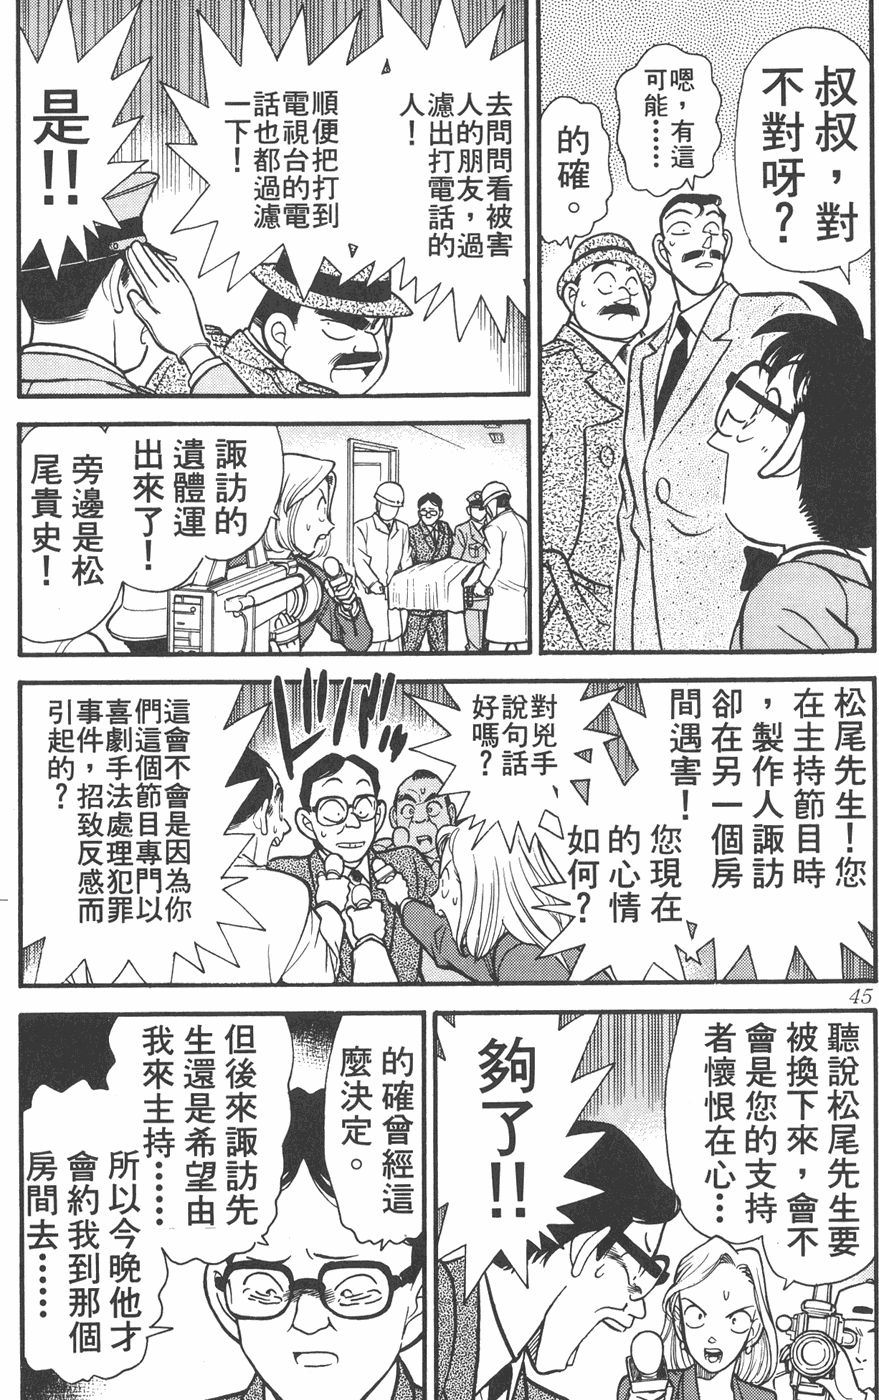 叔叔，對
不對呀？
嗯，有這
可能……
的確。
去問問看被害
人的朋友，過
濾出打電話的
人！
順便把打到
電視台的電
話也都過濾
一下！
是!!
諏訪的
遺體運
出來了！
旁邊是松
尾貴史！
松尾先生！您
在主持節目時
，製作人諏訪
卻在另一個房
間遇害！
您現在
的心情
如何？
對兇手
說句話
好嗎？
這會不會是因為你
們這個節目專門以
喜劇手法處理犯罪
事件，招致反感而
引起的？
ドドドッ
45
聽說松尾先生要
被換下來，會不
會是您的支持
者懷恨在心…
夠了!!
的確曾經這
麼決定。
但後來諏訪先
生還是希望由
我來主持……
所以今晚他才
會約我到那個
房間去……